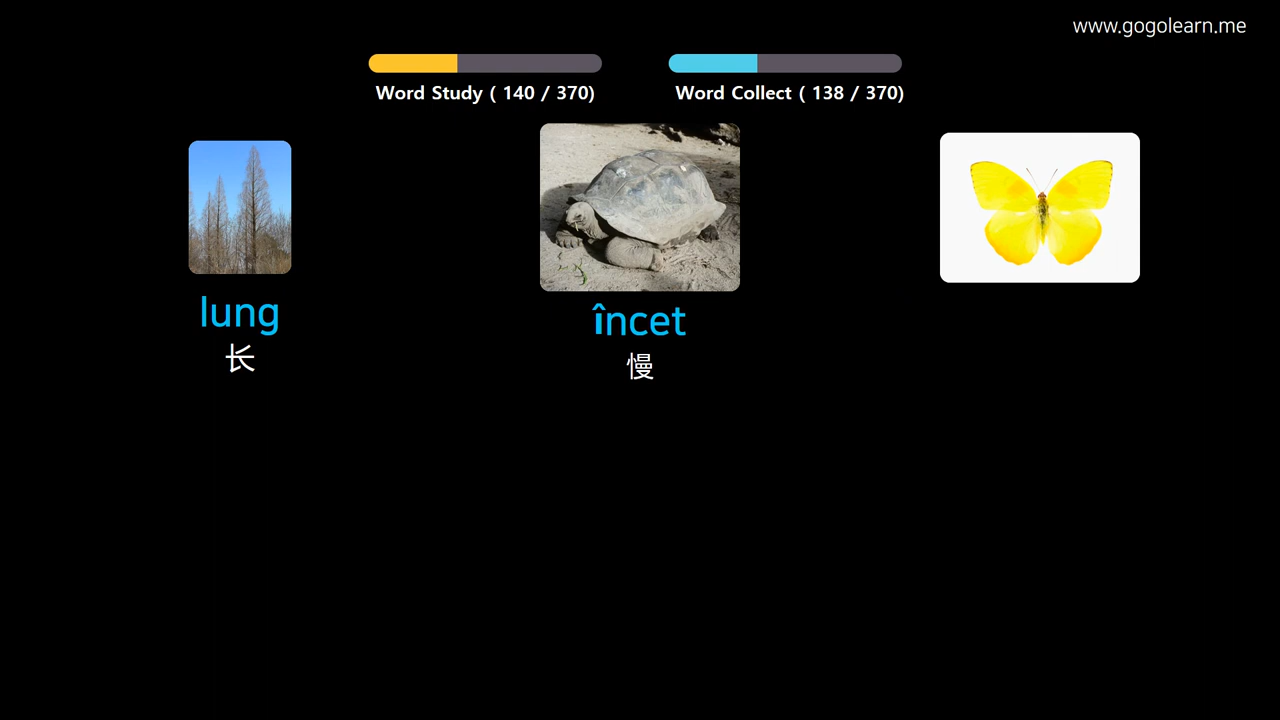 www.gogolearn.me
Word Study ( 140 / 370)
Word Collect ( 138 / 370)
lung
长
încet
慢